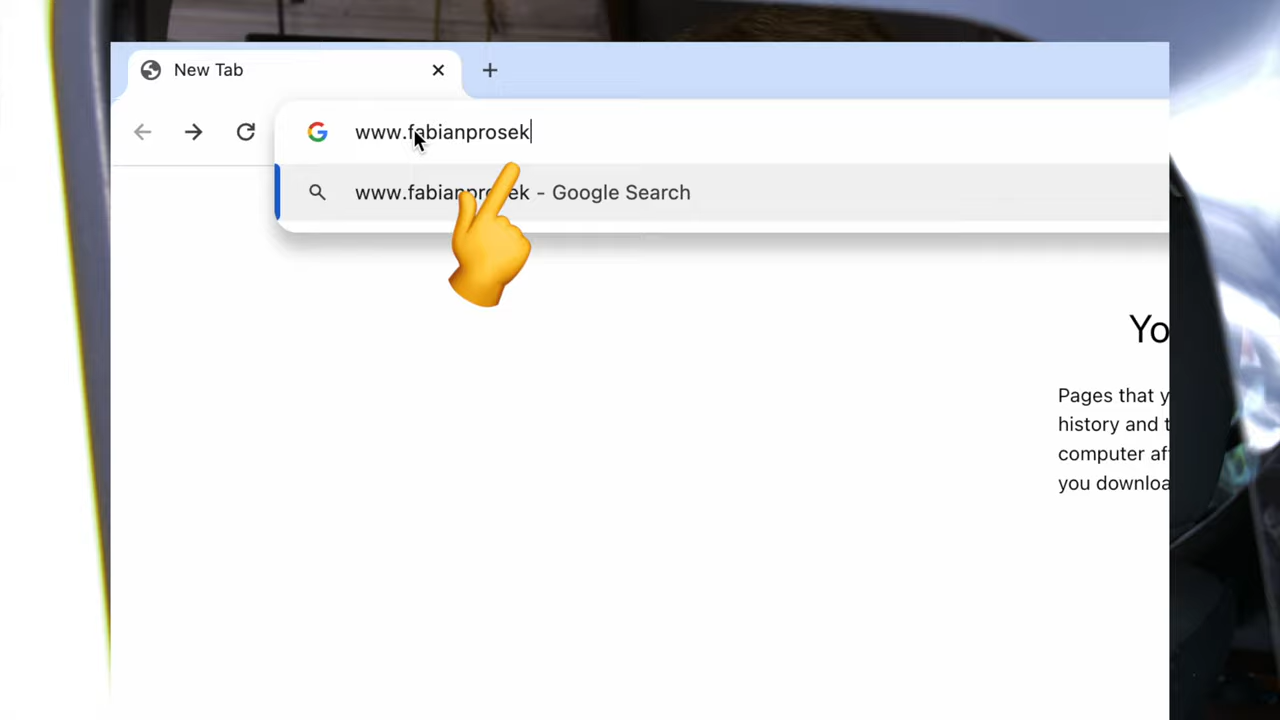 New Tab
www.fabianprosek
www.fabianprosek - Google Search
Yo
Pages that y
history and t
computer af
you downloa